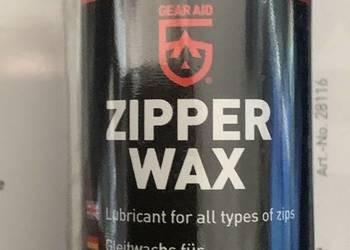 GEAR AID
ZIPPER
WAX
Lubricant for all types of zips
Gleitwachs für
Art.-No. 28116